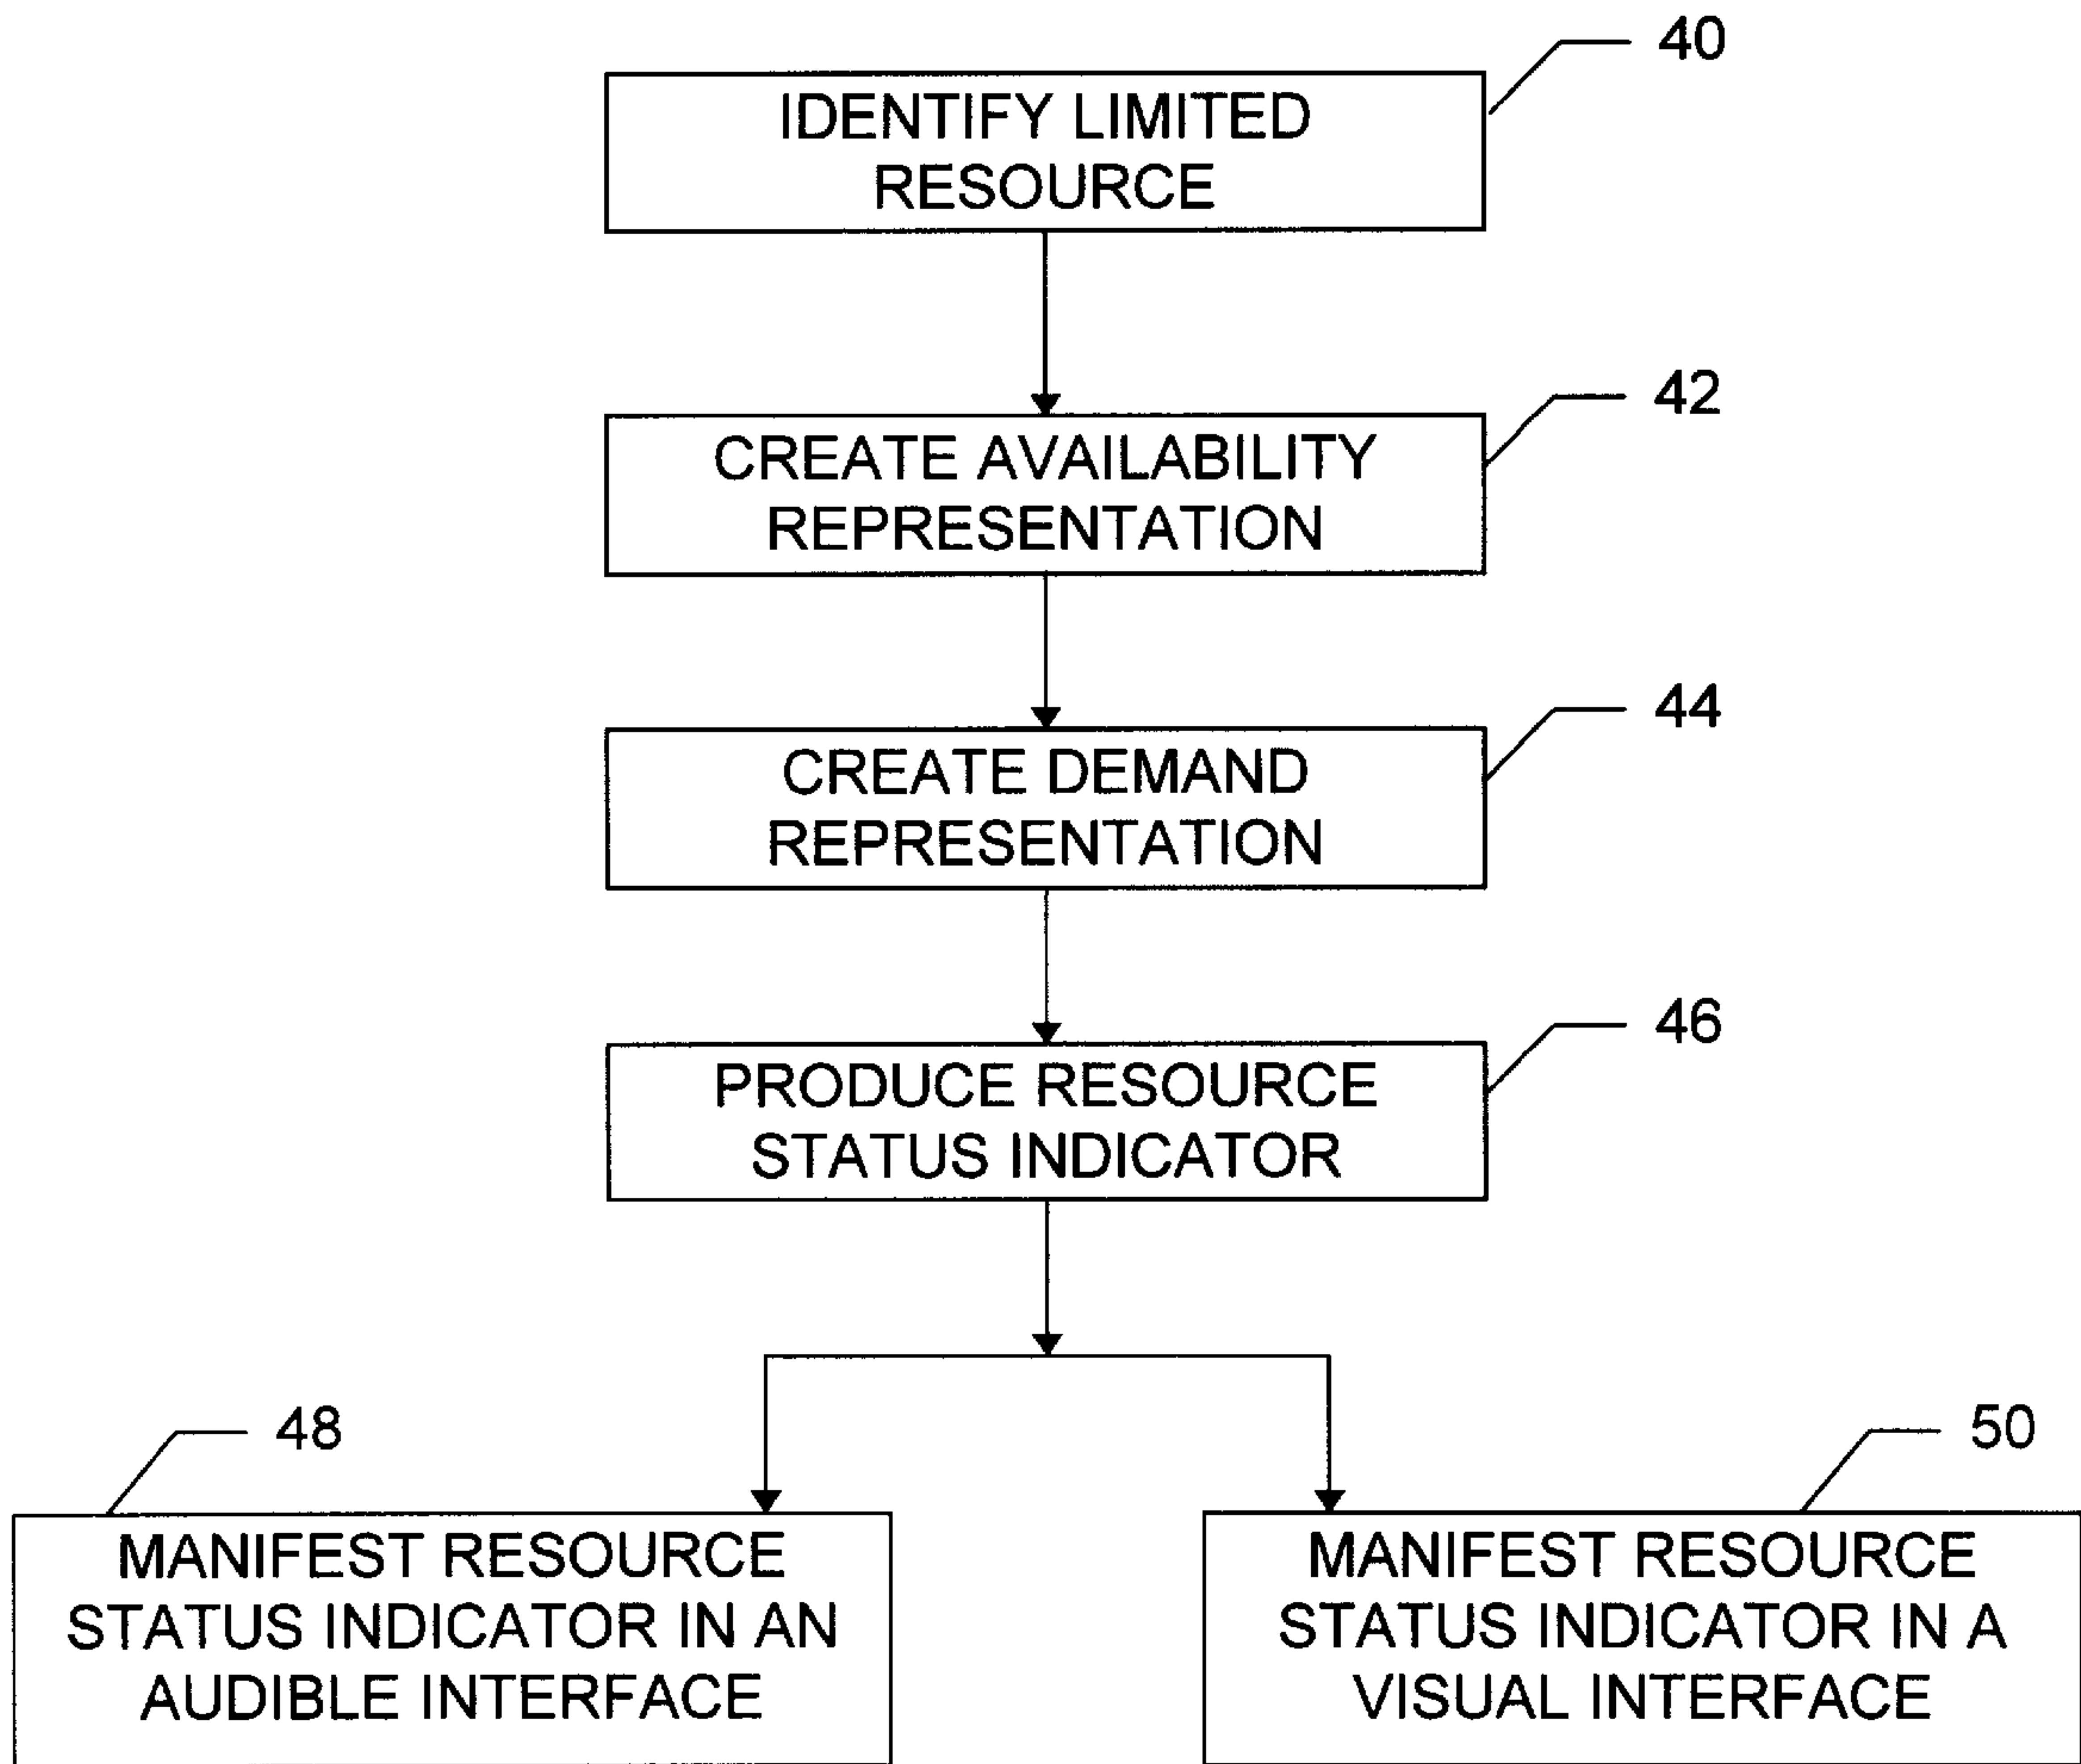 40
IDENTIFY LIMITED
RESOURCE
42
CREATE AVAILABILITY
REPRESENTATION
44
CREATE DEMAND
REPRESENTATION
46
PRODUCE RESOURCE
STATUS INDICATOR
48
MANIFEST RESOURCE
STATUS INDICATOR IN AN
AUDIBLE INTERFACE
50
MANIFEST RESOURCE
STATUS INDICATOR IN A
VISUAL INTERFACE